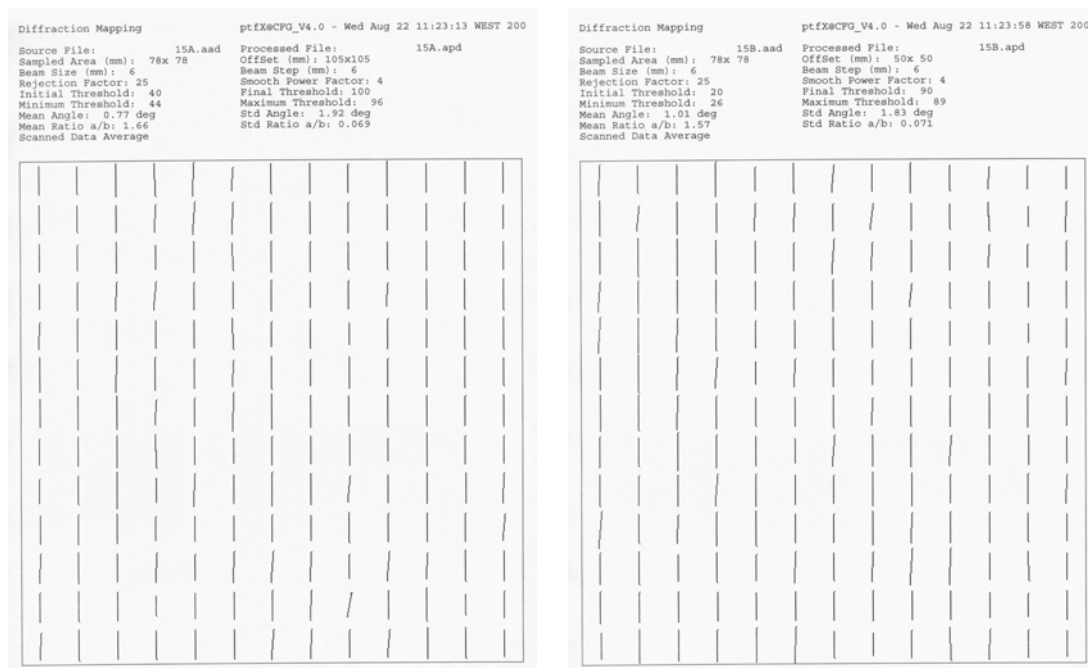 Diffraction Mapping
ptfX@CFG_V4.0 - Wed Aug 22 11:23:13 WEST 200
Source File: 15A.aad
Processed File: 15A.apd
Sampled Area (mm): 78x 78
OffSet (mm): 105x105
Beam Size (mm): 6
Beam Step (mm): 6
Rejection Factor: 25
Smooth Power Factor: 4
Initial Threshold: 40
Final Threshold: 100
Minimum Threshold: 44
Maximum Threshold: 96
Mean Angle: 0.77 deg
Std Angle: 1.92 deg
Mean Ratio a/b: 1.66
Std Ratio a/b: 0.069
Scanned Data Average
Diffraction Mapping
ptfX@CFG_V4.0 - Wed Aug 22 11:23:58 WEST 200
Source File: 15B.aad
Processed File: 15B.apd
Sampled Area (mm): 78x 78
OffSet (mm): 50x 50
Beam Size (mm): 6
Beam Step (mm): 6
Rejection Factor: 25
Smooth Power Factor: 4
Initial Threshold: 20
Final Threshold: 90
Minimum Threshold: 26
Maximum Threshold: 89
Mean Angle: 1.01 deg
Std Angle: 1.83 deg
Mean Ratio a/b: 1.57
Std Ratio a/b: 0.071
Scanned Data Average